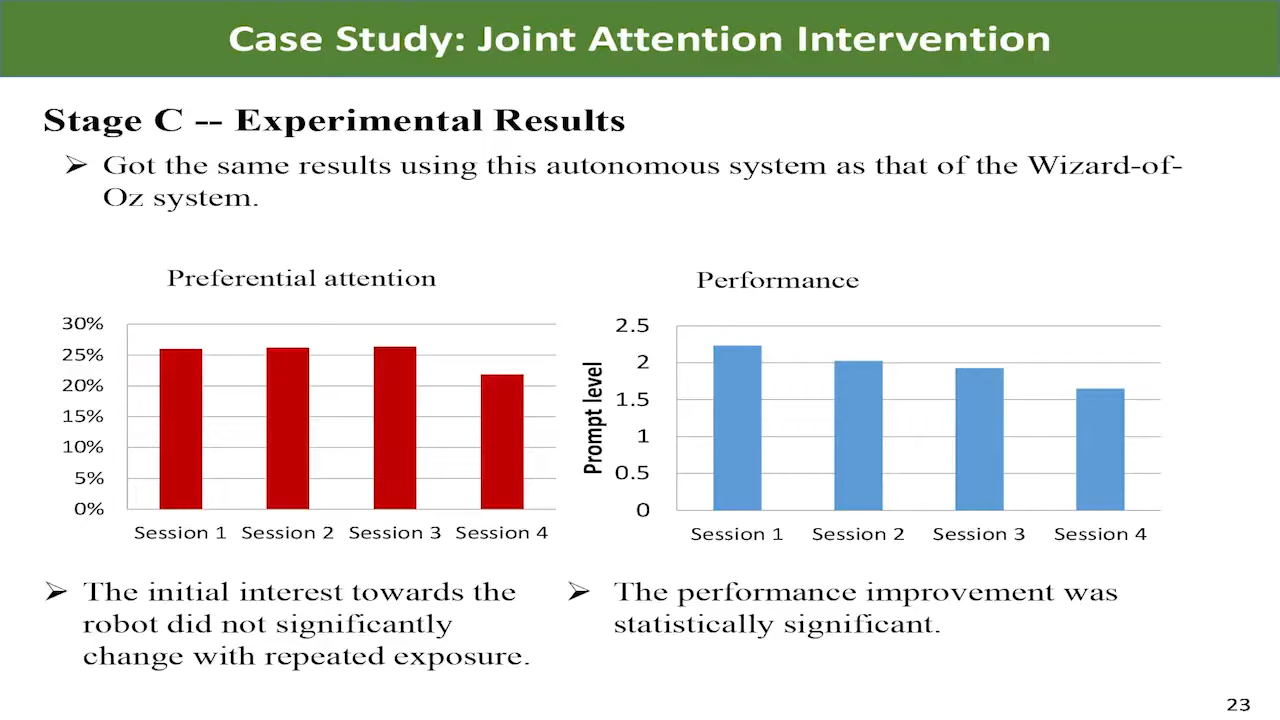 Case Study: Joint Attention Intervention
Stage C -- Experimental Results
➢ Got the same results using this autonomous system as that of the Wizard-of-
Oz system.
Preferential attention
30%
25%
20%
15%
10%
5%
0%
Session 1 Session 2 Session 3 Session 4
Performance
Prompt level
2.5
2
1.5
1
0.5
0
Session 1 Session 2 Session 3 Session 4
➢ The initial interest towards the
robot did not significantly
change with repeated exposure.
➢ The performance improvement was
statistically significant.
23